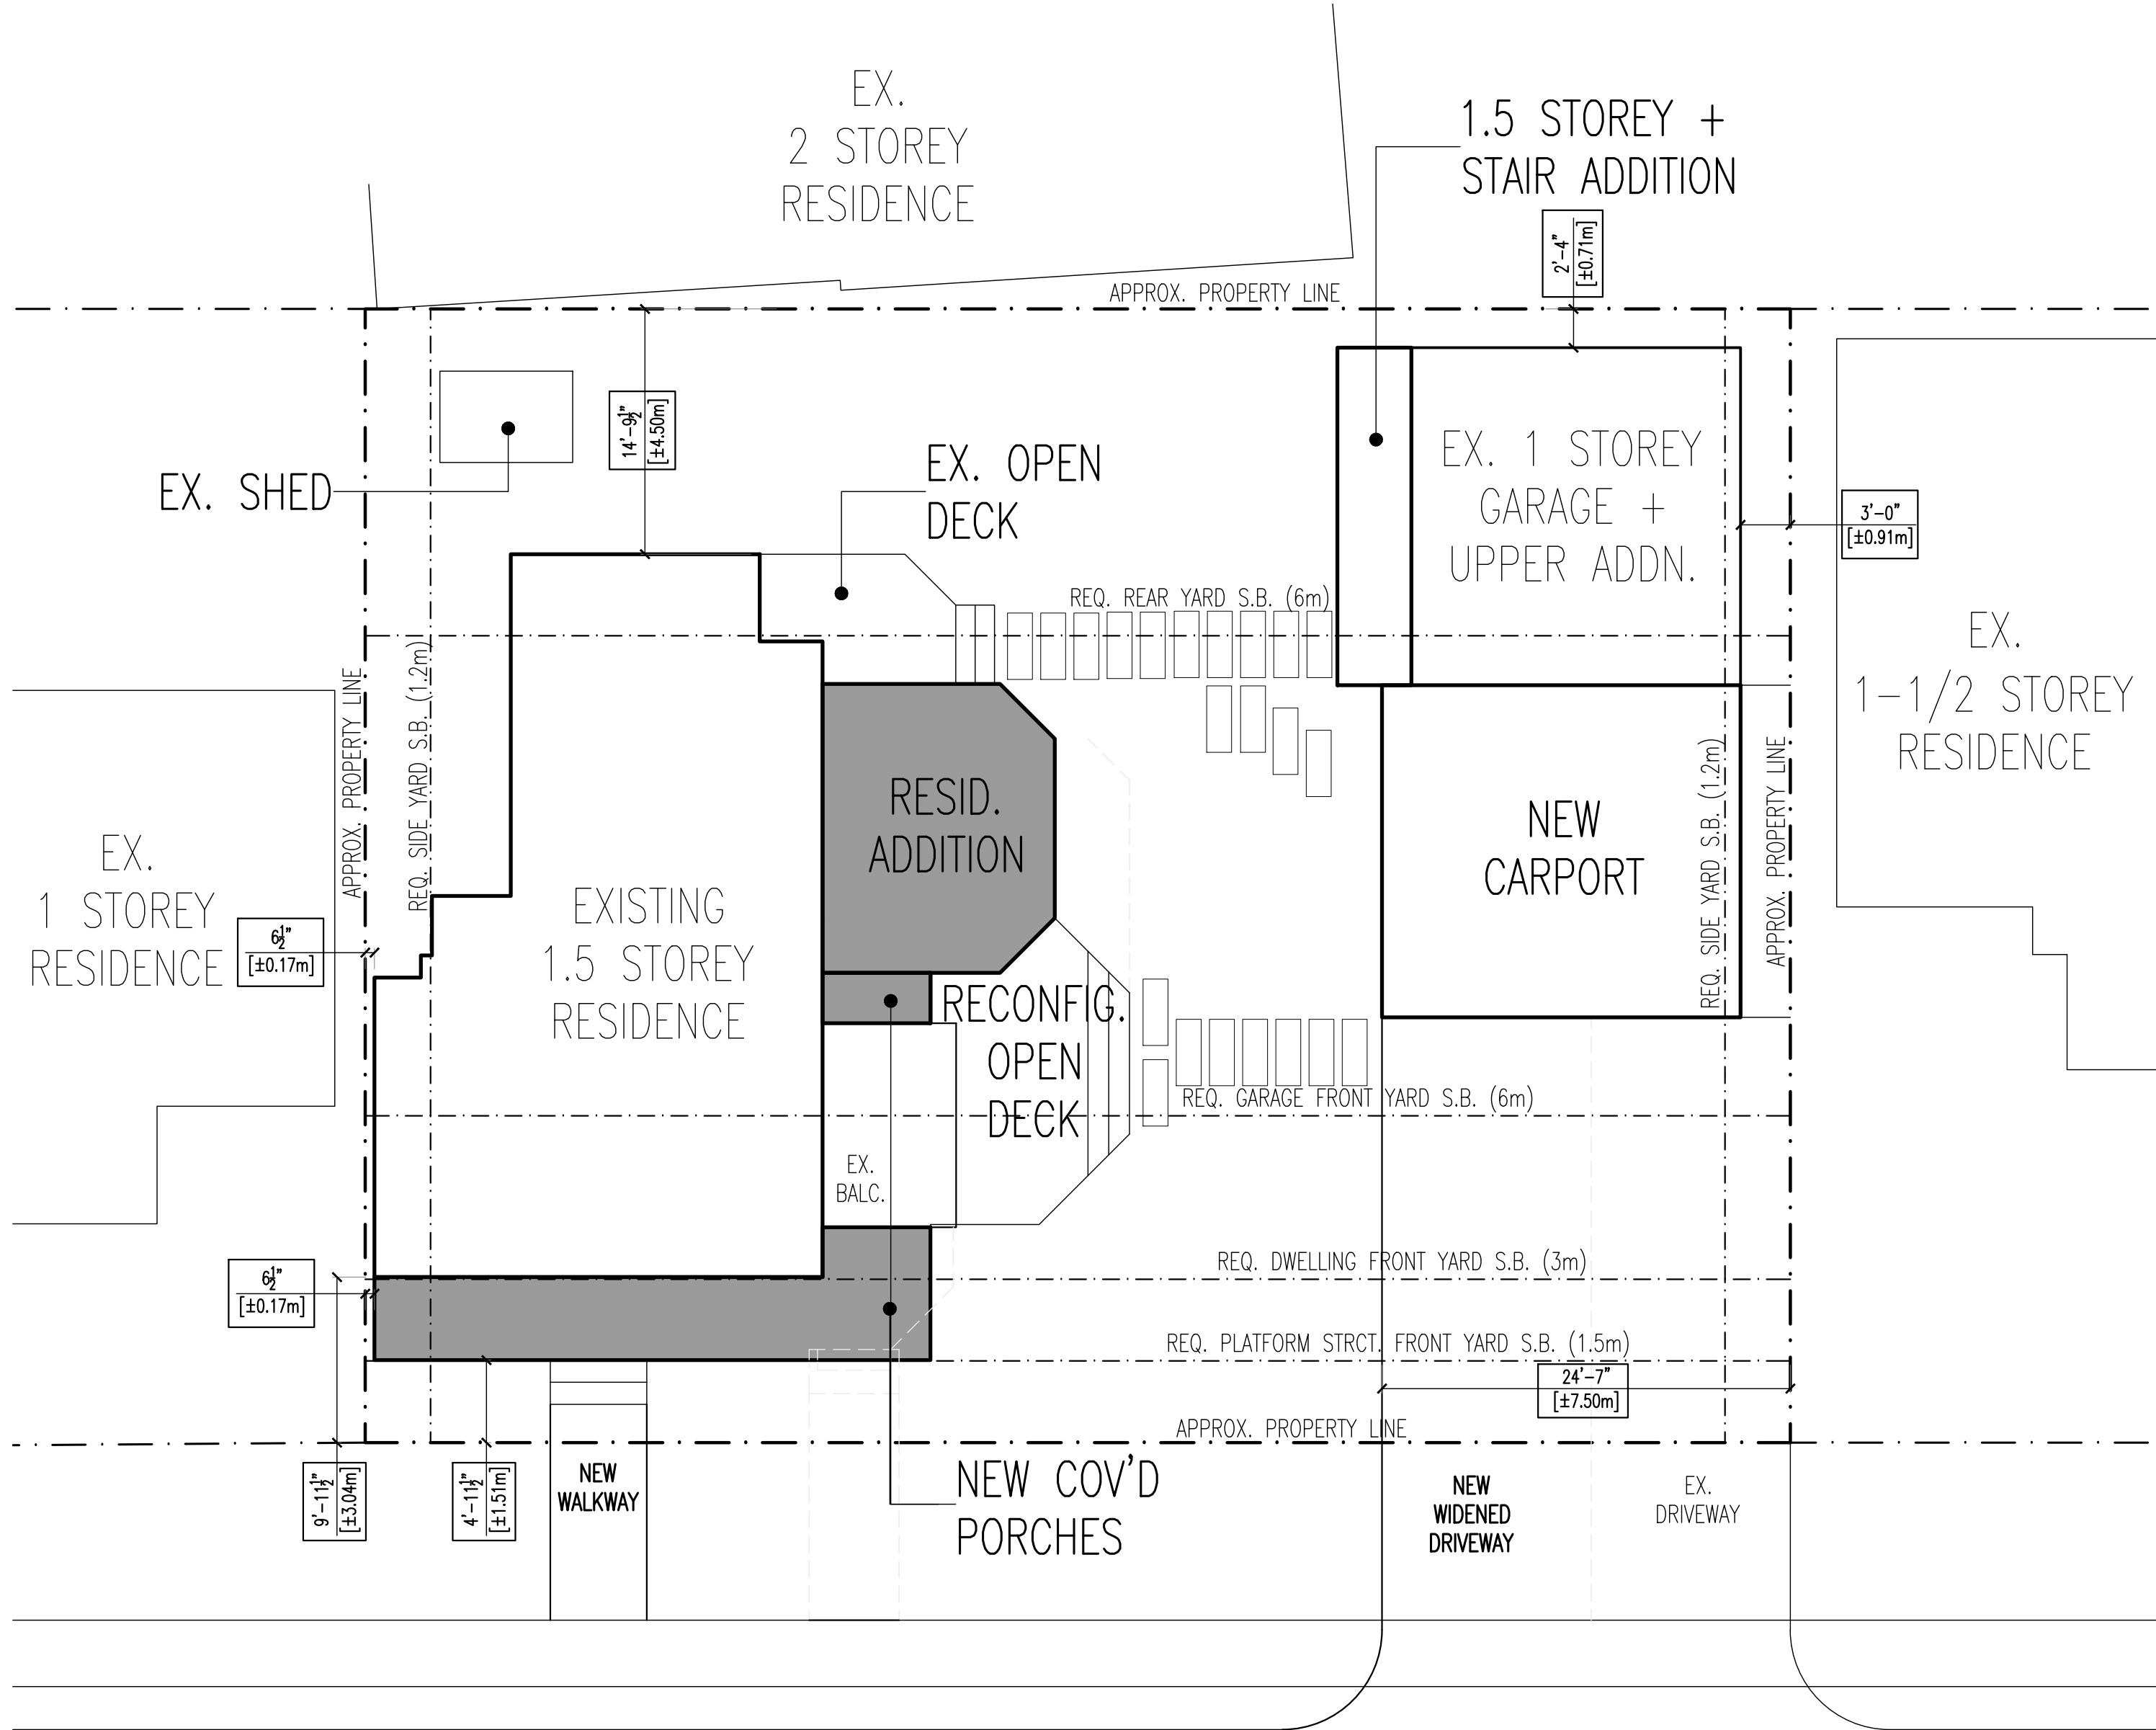 EX.
2 STOREY
RESIDENCE
1.5 STOREY +
STAIR ADDITION
2'-4"
[±0.71m]
APPROX. PROPERTY LINE
14'-9½"
[±4.50m]
EX. SHED
EX. OPEN
DECK
EX. 1 STOREY
GARAGE +
UPPER ADDN.
3'-0"
[±0.91m]
REQ. REAR YARD S.B. (6m)
EX.
1-1/2 STOREY
RESIDENCE
APPROX. PROPERTY LINE
REQ. SIDE YARD S.B. (1.2m)
RESID.
ADDITION
NEW
CARPORT
REQ. SIDE YARD S.B. (1.2m)
APPROX. PROPERTY LINE
EX.
1 STOREY
RESIDENCE
6½"
[±0.17m]
EXISTING
1.5 STOREY
RESIDENCE
RECONFIG.
OPEN
DECK
REQ. GARAGE FRONT YARD S.B. (6m)
EX.
BALC.
6½"
[±0.17m]
REQ. DWELLING FRONT YARD S.B. (3m)
REQ. PLATFORM STRCT. FRONT YARD S.B. (1.5m)
24'-7"
[±7.50m]
APPROX. PROPERTY LINE
9'-11½"
[±3.04m]
4'-11½"
[±1.51m]
NEW
WALKWAY
NEW COV'D
PORCHES
NEW
WIDENED
DRIVEWAY
EX.
DRIVEWAY